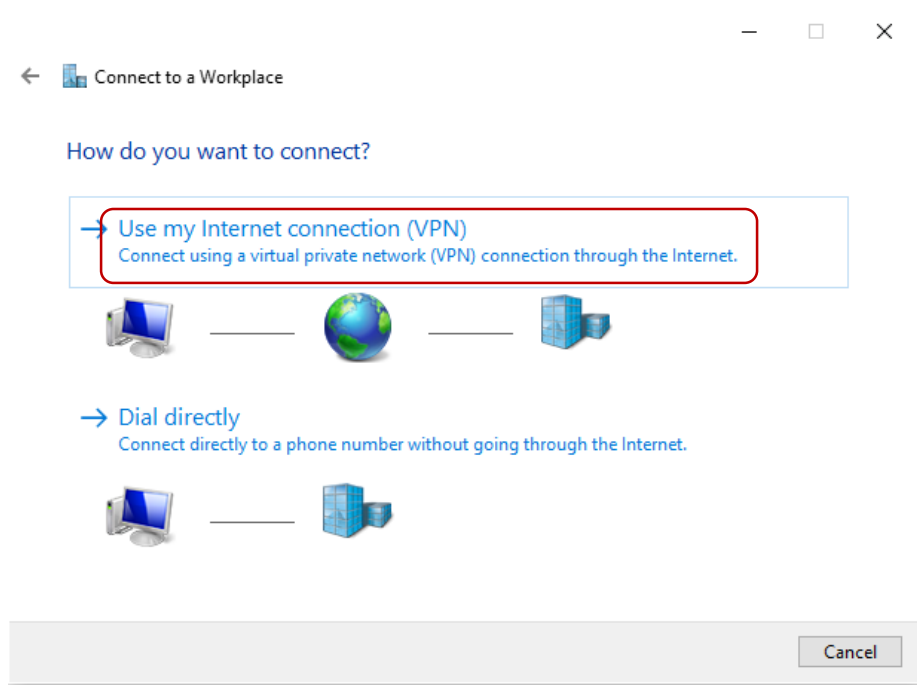 Connect to a Workplace
How do you want to connect?
Use my Internet connection (VPN)
Connect using a virtual private network (VPN) connection through the Internet.
Dial directly
Connect directly to a phone number without going through the Internet.
Cancel